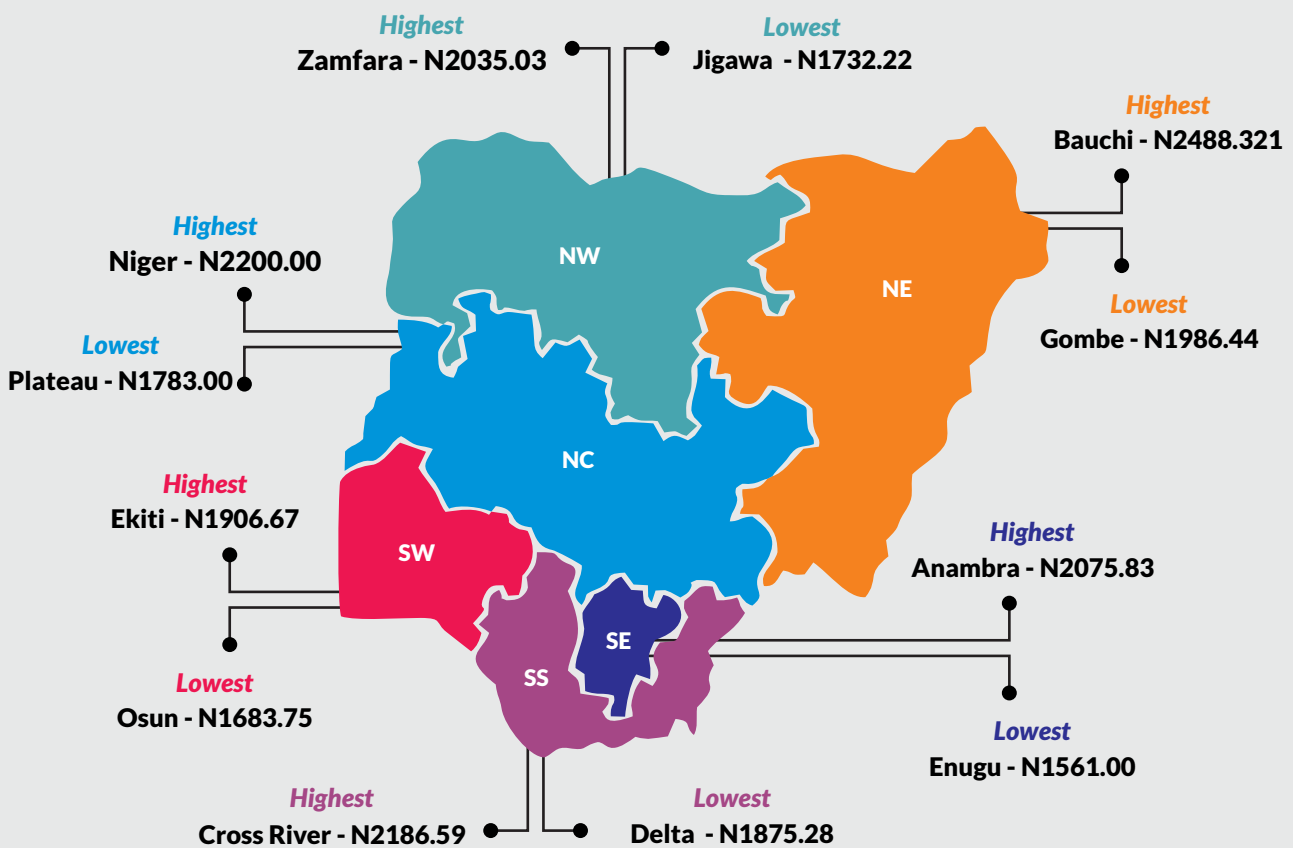 Highest
Zamfara - N2035.03
Lowest
Jigawa - N1732.22
Highest
Bauchi - N2488.321
Highest
Niger - N2200.00
NW
NE
Lowest
Gombe - N1986.44
Lowest
Plateau - N1783.00
NC
Highest
Ekiti - N1906.67
SW
Highest
Anambra - N2075.83
SE
SS
Lowest
Osun - N1683.75
Lowest
Enugu - N1561.00
Highest
Cross River - N2186.59
Lowest
Delta - N1875.28